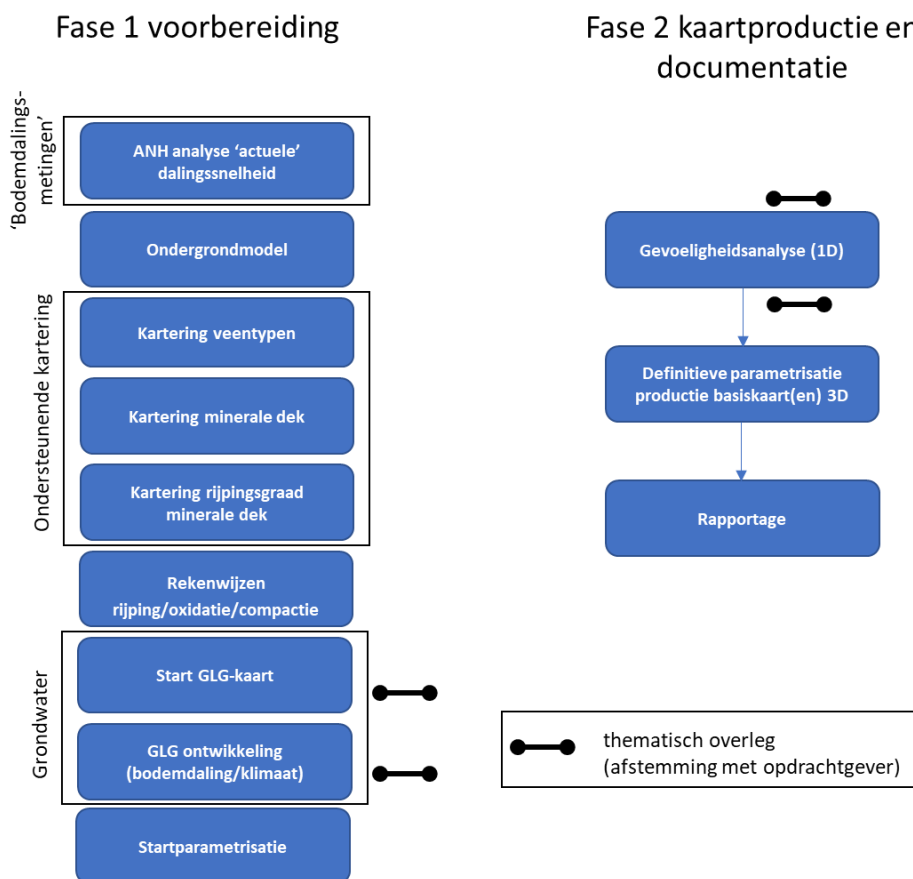 Fase 1 voorbereiding
‘Bodemdalings-
metingen’
ANH analyse ‘actuele’
dalingssnelheid
Ondergrondmodel
Ondersteunende kartering
Kartering veentypen
Kartering minerale dek
Kartering rijpingsgraad
minerale dek
Rekenwijzen
rijping/oxidatie/compactie
Grondwater
Start GLG-kaart
GLG ontwikkeling
(bodemdaling/klimaat)
Startparametrisatie
Fase 2 kaartproductie en
documentatie
Gevoeligheidsanalyse (1D)
Definitieve parametrisatie
productie basiskaart(en) 3D
Rapportage
thematisch overleg
(afstemming met opdrachtgever)